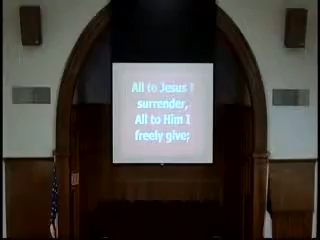 All to Jesus I
surrender,
All to Him I
freely give;